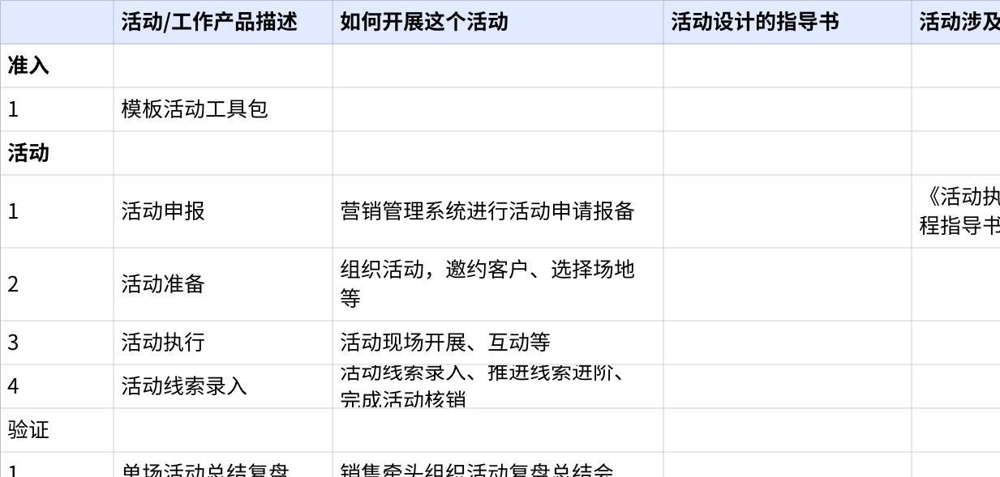 活动/工作产品描述 如何开展这个活动 活动设计的指导书 活动涉及
准入
1 模板活动工具包
活动
1 活动申报 营销管理系统进行活动申请报备 《活动执
程指导书
2 活动准备 组织活动，邀约客户、选择场地
等
3 活动执行 活动现场开展、互动等
4 活动线索录入 活动线索录入、推进线索进阶、
完成活动核销
验证
1 单场活动总结复盘 销售牵头组织活动复盘总结会